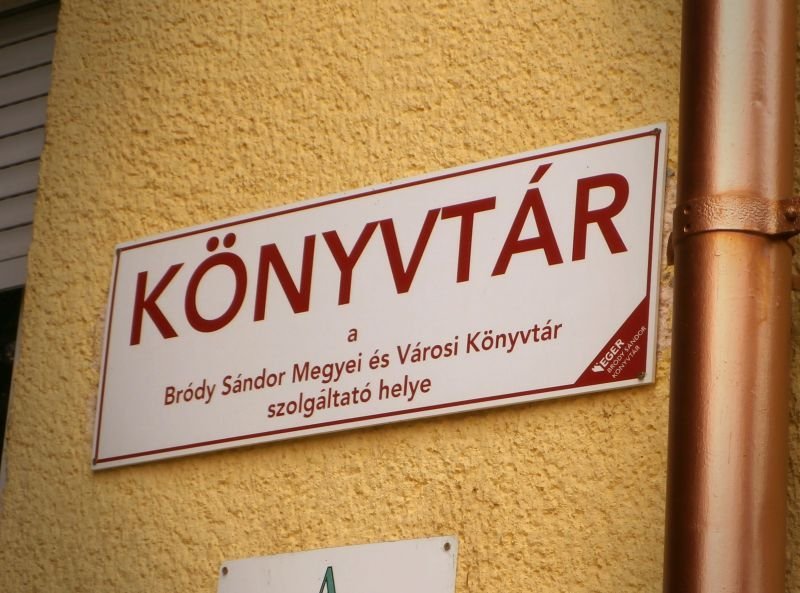 KÖNYVTÁR
a
Bródy Sándor Megyei és Városi Könyvtár
szolgáltató helye
EGER
BRÓDY SÁNDOR
KÖNYVTÁR